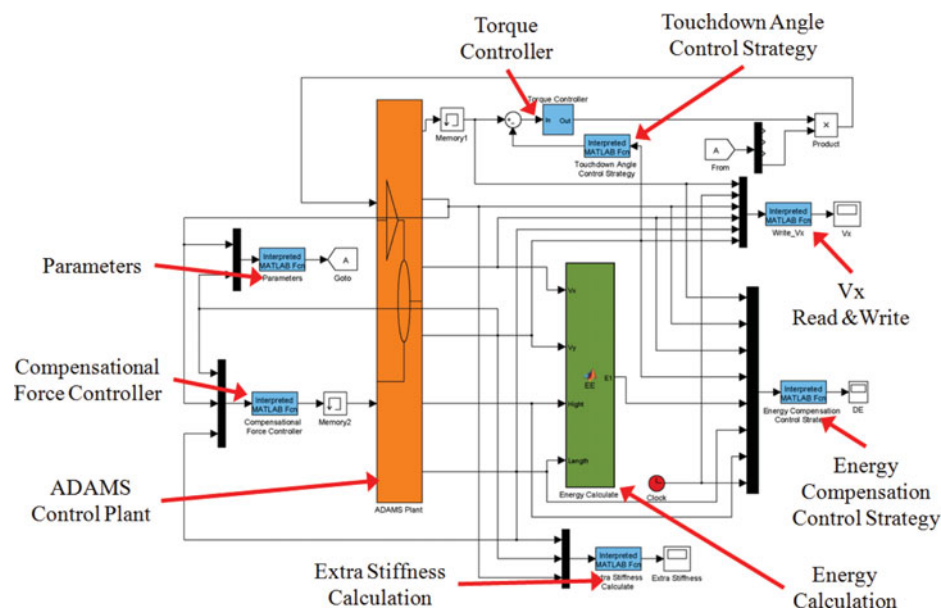 Torque
Controller
Touchdown Angle
Control Strategy
Torque Controller
In
Out
Memory1
Interpreted
MATLAB Fcn
Touchdown Angle
Control Strategy
A
From
×
Product
Interpreted
MATLAB Fcn
Write_Vx
Vx
Parameters
Interpreted
MATLAB Fcn
Parameters
A
Goto
Vx
Read &Write
Vx
Vy
EE
E1
Hight
Length
Energy Calculate
Compensational
Force Controller
Interpreted
MATLAB Fcn
Compensational
Force Controller
Memory2
Interpreted
MATLAB Fcn
Energy Compensation
Control Strate
DE
ADAMS
Control Plant
ADAMS Plant
Clock
Energy
Compensation
Control Strategy
Extra Stiffness
Calculation
Interpreted
MATLAB Fcn
tra Stiffness
Calculate
Extra Stiffness
Energy
Calculation